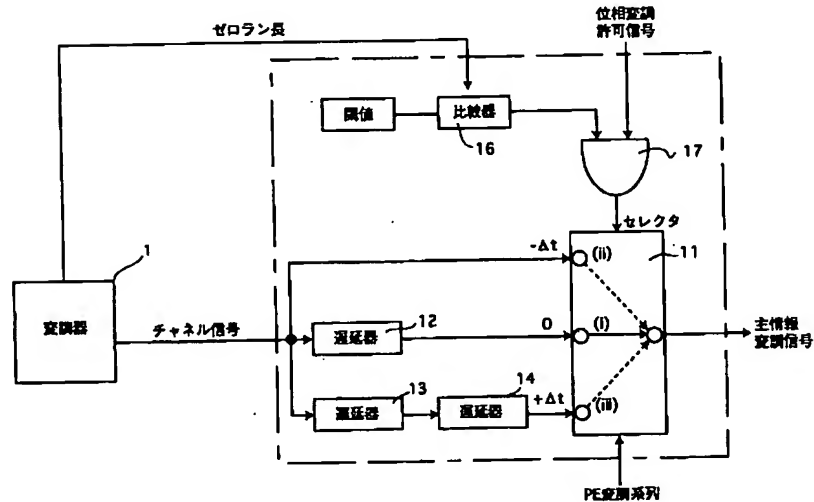 ゼロラン長
位相変調
許可信号
閾値
比較器
16
17
セレクタ
1
-Δt
(ii)
11
変調器
チャネル信号
12
遅延器
0
(i)
主情報
変調信号
13
遅延器
14
遅延器
+Δt
(iii)
PE変調系列